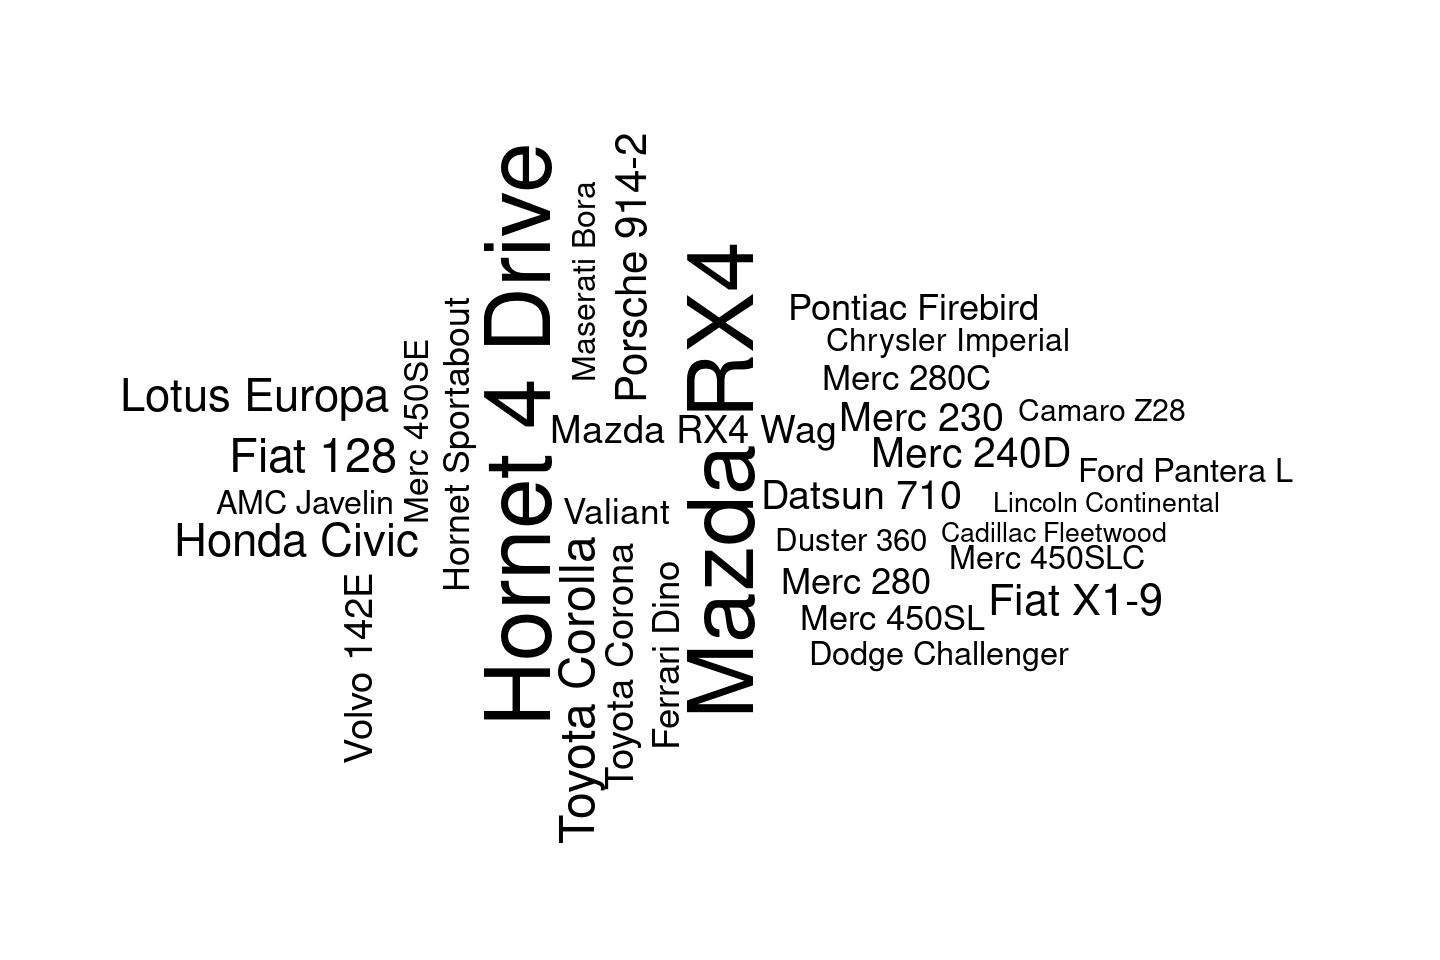 Hornet 4 Drive
Mazda RX4
Porsche 914-2
Maserati Bora
Pontiac Firebird
Chrysler Imperial
Merc 280C
Lotus Europa
Merc 450SE
Hornet Sportabout
Mazda RX4 Wag
Merc 230
Camaro Z28
Fiat 128
Merc 240D
Ford Pantera L
AMC Javelin
Valiant
Datsun 710
Lincoln Continental
Honda Civic
Duster 360
Cadillac Fleetwood
Merc 450SLC
Merc 280
Fiat X1-9
Merc 450SL
Dodge Challenger
Volvo 142E
Toyota Corolla
Toyota Corona
Ferrari Dino